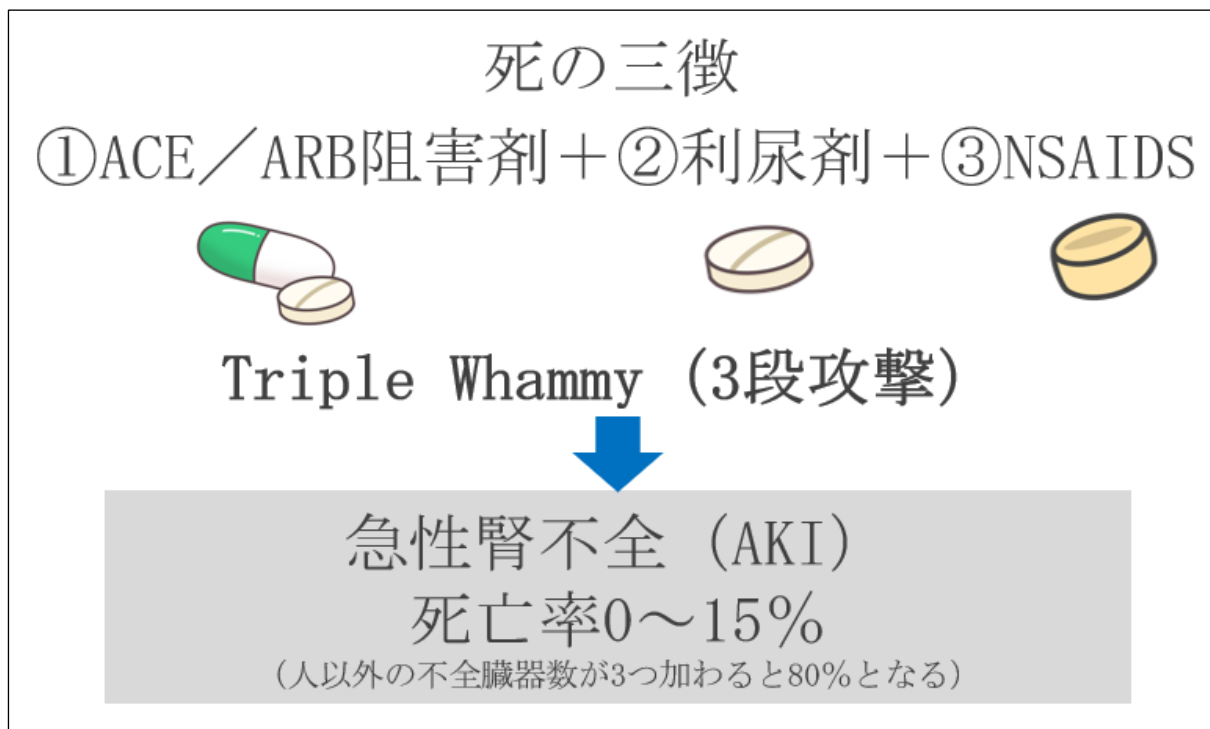 死の三徴
①ACE／ARB阻害剤＋②利尿剤＋③NSAIDS
Triple Whammy (3段攻撃)
急性腎不全 (AKI)
死亡率0～15%
(人以外の不全臓器数が3つ加わると80%となる)